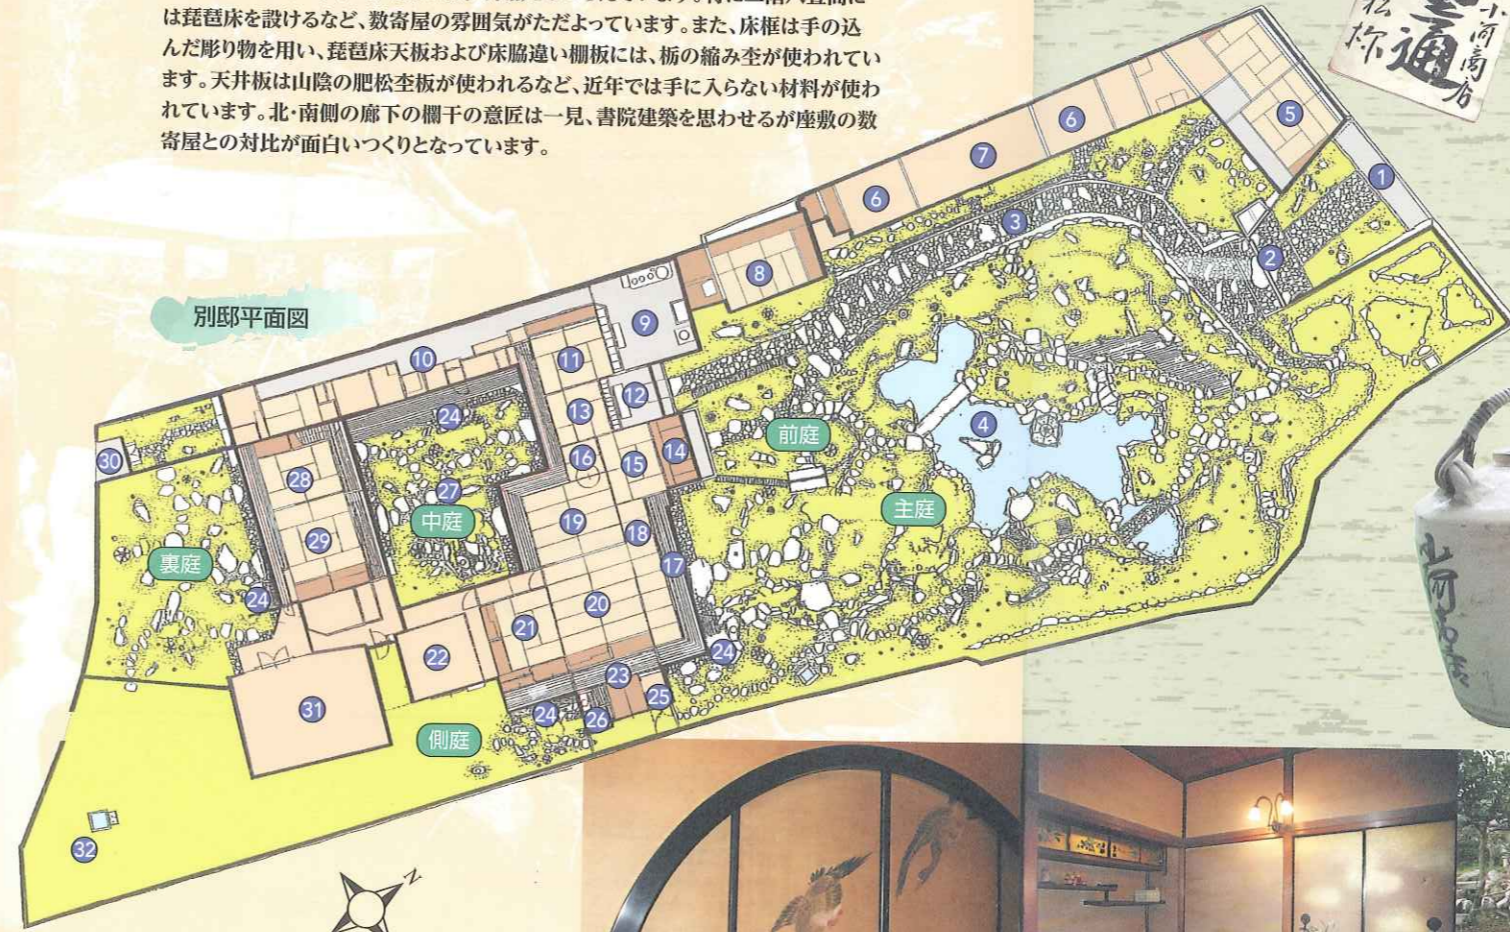 は琵琶床を設けるなど、数寄屋の雰囲気がただよっています。また、床框は手の込
んだ彫り物を用い、琵琶床天板および床脇違い棚板には、栃の縮み杢が使われてい
ます。天井板は山陰の肥松杢板が使われるなど、近年では手に入らない材料が使わ
れています。北・南側の廊下の欄干の意匠は一見、書院建築を思わせるが座敷の数
寄屋との対比が面白いつくりとなっています。
小河商店
通
別邸平面図
5
6
1
7
6
3
2
8
9
10
11
12
13
24
4
前庭
14
15
16
30
28
27
中庭
主庭
19
18
29
裏庭
17
24
20
21
22
24
23
25
31
24
26
側庭
32
N
小河商店